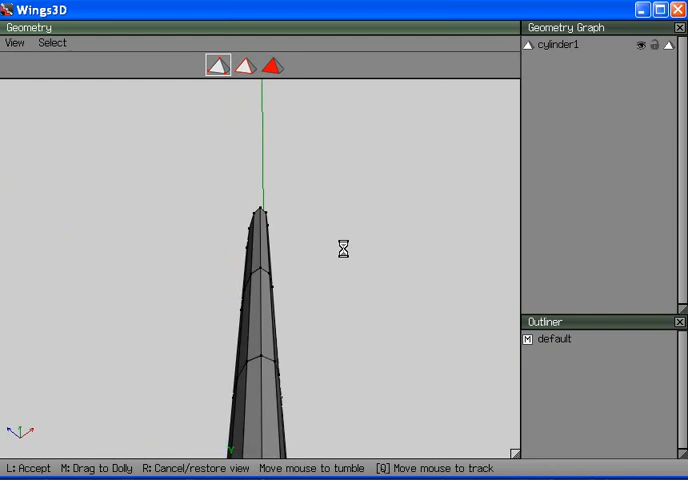 Wings3D
Geometry
Geometry Graph
View Select
cylinder1
Outliner
M default
Y
L: Accept M: Drag to Dolly R: Cancel/restore view Move mouse to tumble [Q] Move mouse to track